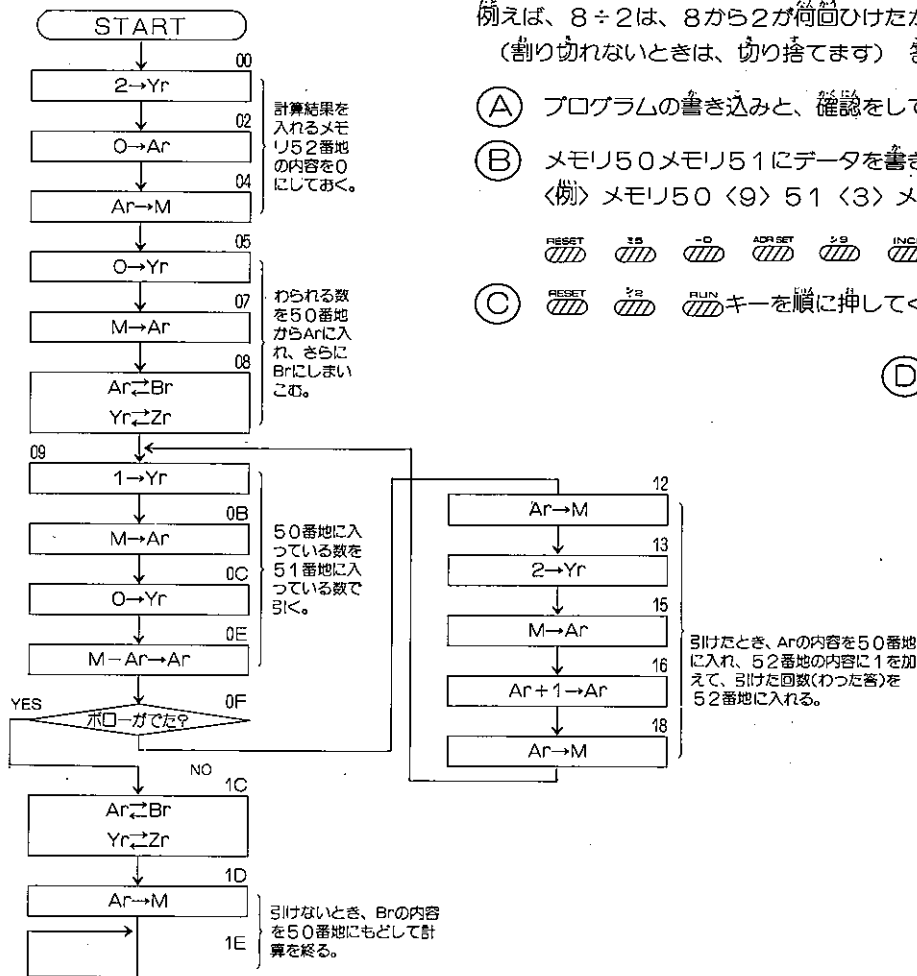 START
00
2→Yr
02
0→Ar
04
Ar→M
計算結果を
入れるメモ
リ52番地
の内容を0
にしておく。
05
0→Yr
07
M→Ar
08
Ar⇄Br
Yr⇄Zr
わられる数
を50番地
からArに入
れ、さらに
Brにしまい
こむ。
09
1→Yr
0B
M→Ar
0C
0→Yr
0E
M−Ar→Ar
50番地に入
っている数を
51番地に入
っている数で
引く。
0F
YES
ボローがでた?
NO
1C
Ar⇄Br
Yr⇄Zr
1D
Ar→M
1E
引けないとき、Brの内容
を50番地にもどして計
算を終る。
例えば、8÷2は、8から2が何回ひけたか
(割り切れないときは、切り捨てます)
Ⓐ プログラムの書き込みと、確認をして
Ⓑ メモリ50メモリ51にデータを書き
〈例〉メモリ50〈9〉51〈3〉メ
RESET
ADR SET
Ⓒ RESET RUN キーを順に押してく
Ⓓ
12
Ar→M
13
2→Yr
15
M→Ar
16
Ar+1→Ar
18
Ar→M
引けたとき、Arの内容を50番地
に入れ、52番地の内容に1を加
えて、引けた回数(わった答)を
52番地に入れる。